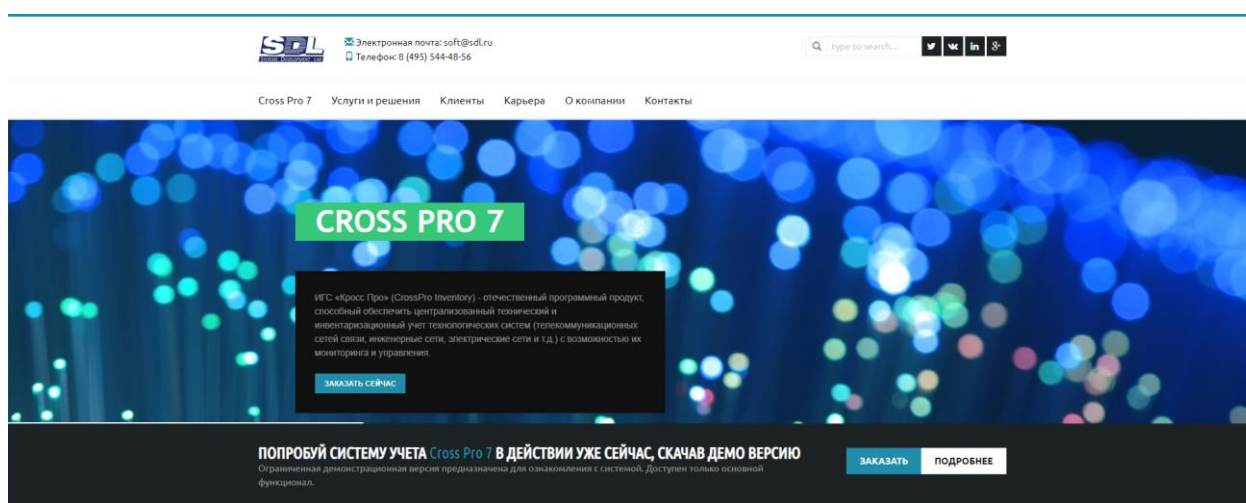 SDL
SYSTEMS DEVELOPMENT LAB
Электронная почта: soft@sdl.ru
Телефон: 8 (495) 544-48-56
type to search...
Cross Pro 7 Услуги и решения Клиенты Карьера О компании Контакты
CROSS PRO 7
ИГС «Кросс Про» (CrossPro Inventory) - отечественный программный продукт,
способный обеспечить централизованный технический и
инвентаризационный учет технологических систем (телекоммуникационных
сетей связи, инженерные сети, электрические сети и т.д.) с возможностью их
мониторинга и управления.
ЗАКАЗАТЬ СЕЙЧАС
ПОПРОБУЙ СИСТЕМУ УЧЕТА Cross Pro 7 В ДЕЙСТВИИ УЖЕ СЕЙЧАС, СКАЧАВ ДЕМО ВЕРСИЮ
Ограниченная демонстрационная версия предназначена для ознакомления с системой. Доступен только основной
функционал.
ЗАКАЗАТЬ ПОДРОБНЕЕ